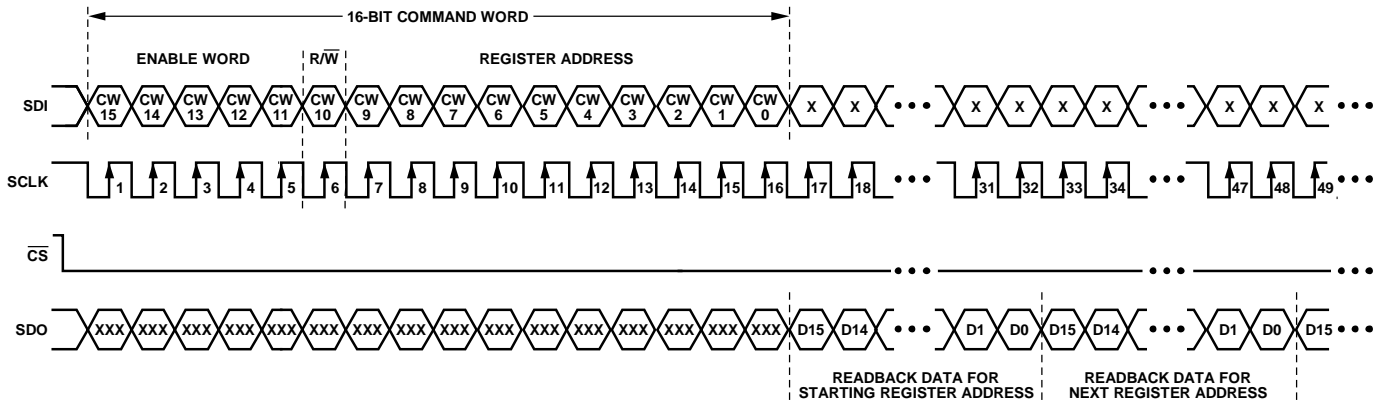 16-BIT COMMAND WORD
ENABLE WORD R/W̅ REGISTER ADDRESS
SDI CW 15 CW 14 CW 13 CW 12 CW 11 CW 10 CW 9 CW 8 CW 7 CW 6 CW 5 CW 4 CW 3 CW 2 CW 1 CW 0 X X ••• X X X X ••• X X X •••
SCLK 1 2 3 4 5 6 7 8 9 10 11 12 13 14 15 16 17 18 ••• 31 32 33 34 ••• 47 48 49 •••
C̅S̅ ••• ••• •••
SDO XXX XXX XXX XXX XXX XXX XXX XXX XXX XXX XXX XXX XXX XXX XXX XXX D15 D14 ••• D1 D0 D15 D14 ••• D1 D0 D15 •••
READBACK DATA FOR
STARTING REGISTER ADDRESS
READBACK DATA FOR
NEXT REGISTER ADDRESS